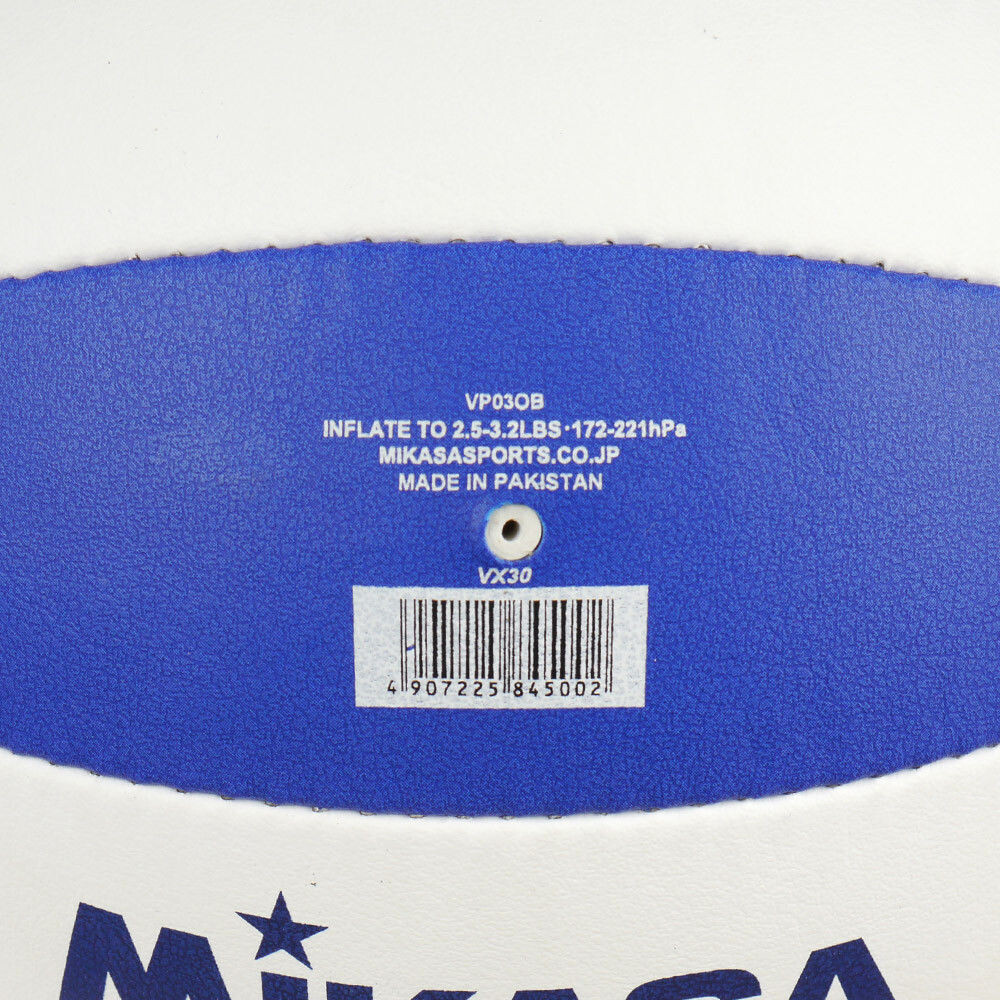 VP03OB
INFLATE TO 2.5-3.2LBS·172-221hPa
MIKASASPORTS.CO.JP
MADE IN PAKISTAN
VX30
4 907225 845002
MIKASA